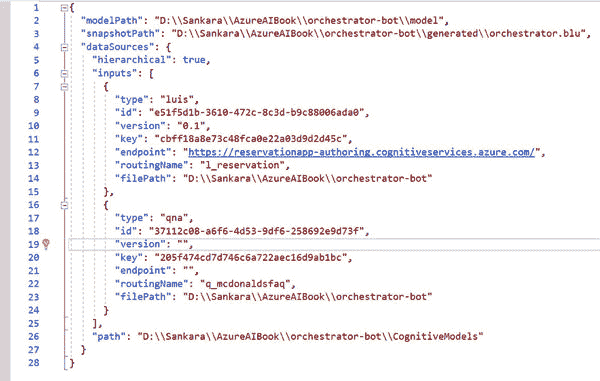 1 {
2 "modelPath": "D:\\Sankara\\AzureAIBook\\orchestrator-bot\\model",
3 "snapshotPath": "D:\\Sankara\\AzureAIBook\\orchestrator-bot\\generated\\orchestrator.blu",
4 "dataSources": {
5 "hierarchical": true,
6 "inputs": [
7 {
8 "type": "luis",
9 "id": "e51f5d1b-3610-472c-8c3d-b9c88006ada0",
10 "version": "0.1",
11 "key": "cbff18a8e73c48fca0e22a03d9d2d45c",
12 "endpoint": "https://reservationapp-authoring.cognitiveservices.azure.com/",
13 "routingName": "l_reservation",
14 "filePath": "D:\\Sankara\\AzureAIBook\\orchestrator-bot"
15 },
16 {
17 "type": "qna",
18 "id": "37112c08-a6f6-4d53-9df6-258692e9d73f",
19 "version": "",
20 "key": "205f474cd7d746c6a722aec16d9ab1bc",
21 "endpoint": "",
22 "routingName": "q_mcdonaldsfaq",
23 "filePath": "D:\\Sankara\\AzureAIBook\\orchestrator-bot"
24 }
25 ],
26 "path": "D:\\Sankara\\AzureAIBook\\orchestrator-bot\\CognitiveModels"
27 }
28 }